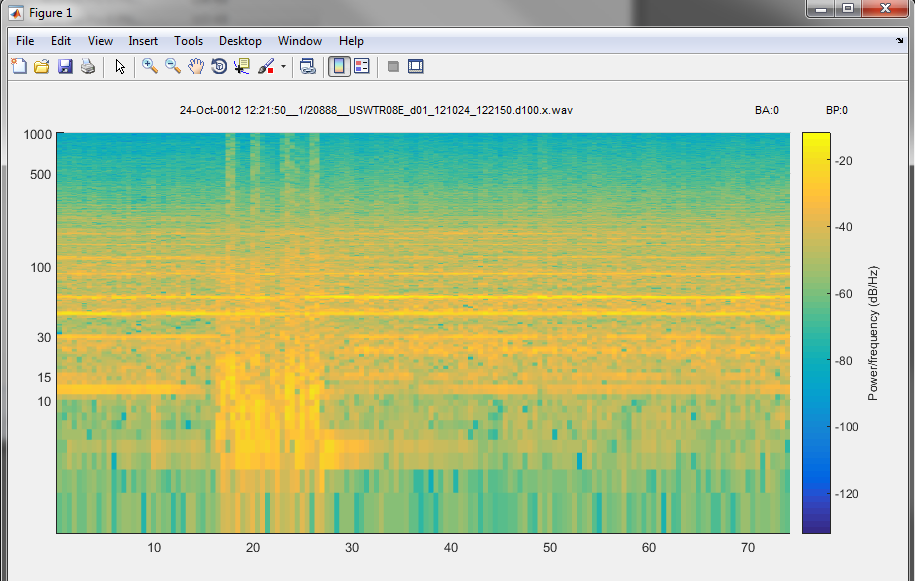 Figure 1
File Edit View Insert Tools Desktop Window Help
24-Oct-0012 12:21:50__1/20888__USWTR08E_d01_121024_122150.d100.x.wav BA:0 BP:0
1000
500
100
30
15
10
10 20 30 40 50 60 70
-20
-40
-60
-80
-100
-120
Power/frequency (dB/Hz)